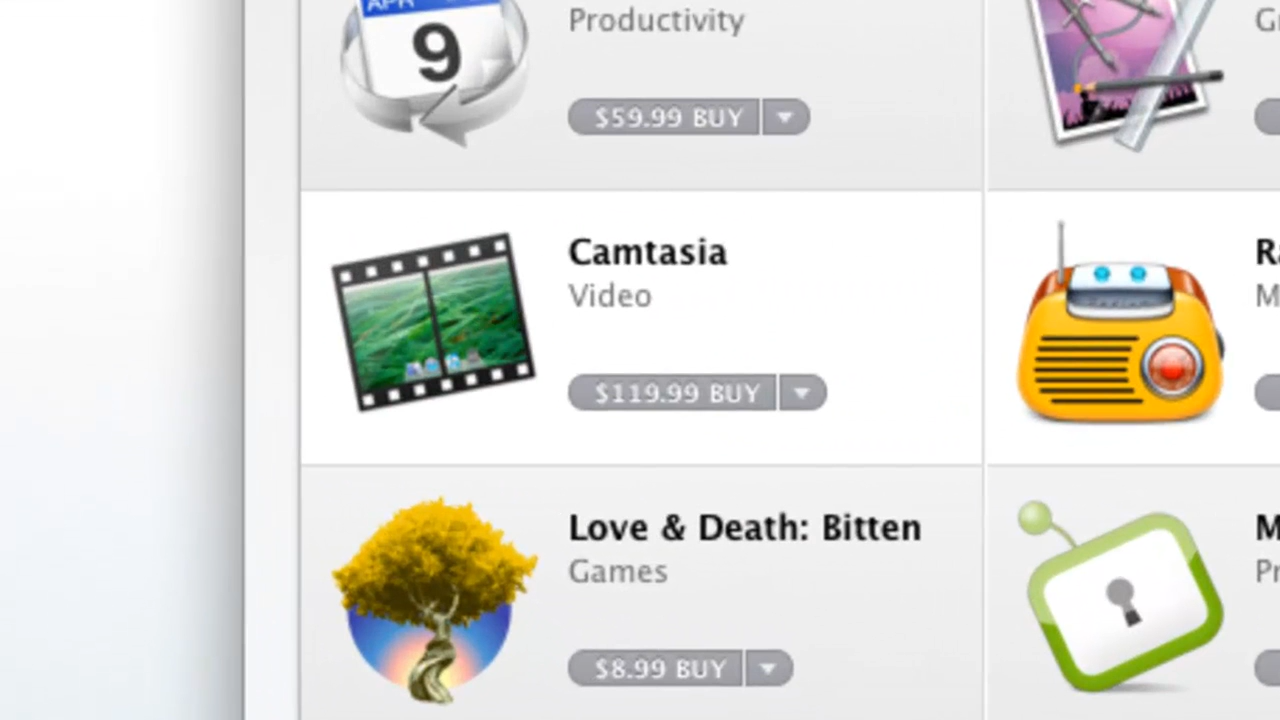 APR
9
Productivity
$59.99 BUY
Camtasia
Video
$119.99 BUY
Love & Death: Bitten
Games
$8.99 BUY